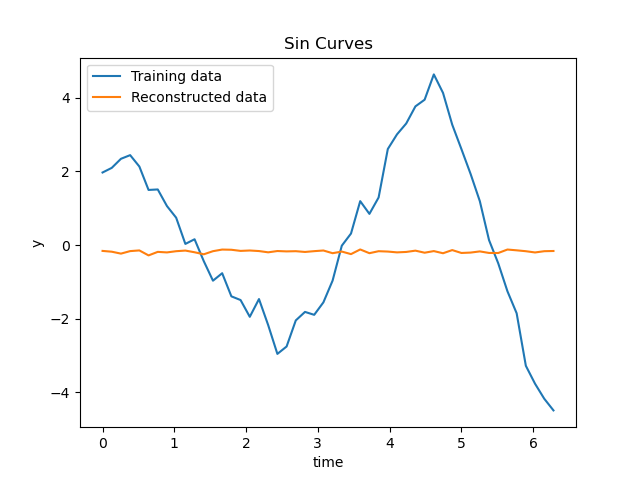 Sin Curves
Training data
Reconstructed data
y
4
2
0
−2
−4
0 1 2 3 4 5 6
time